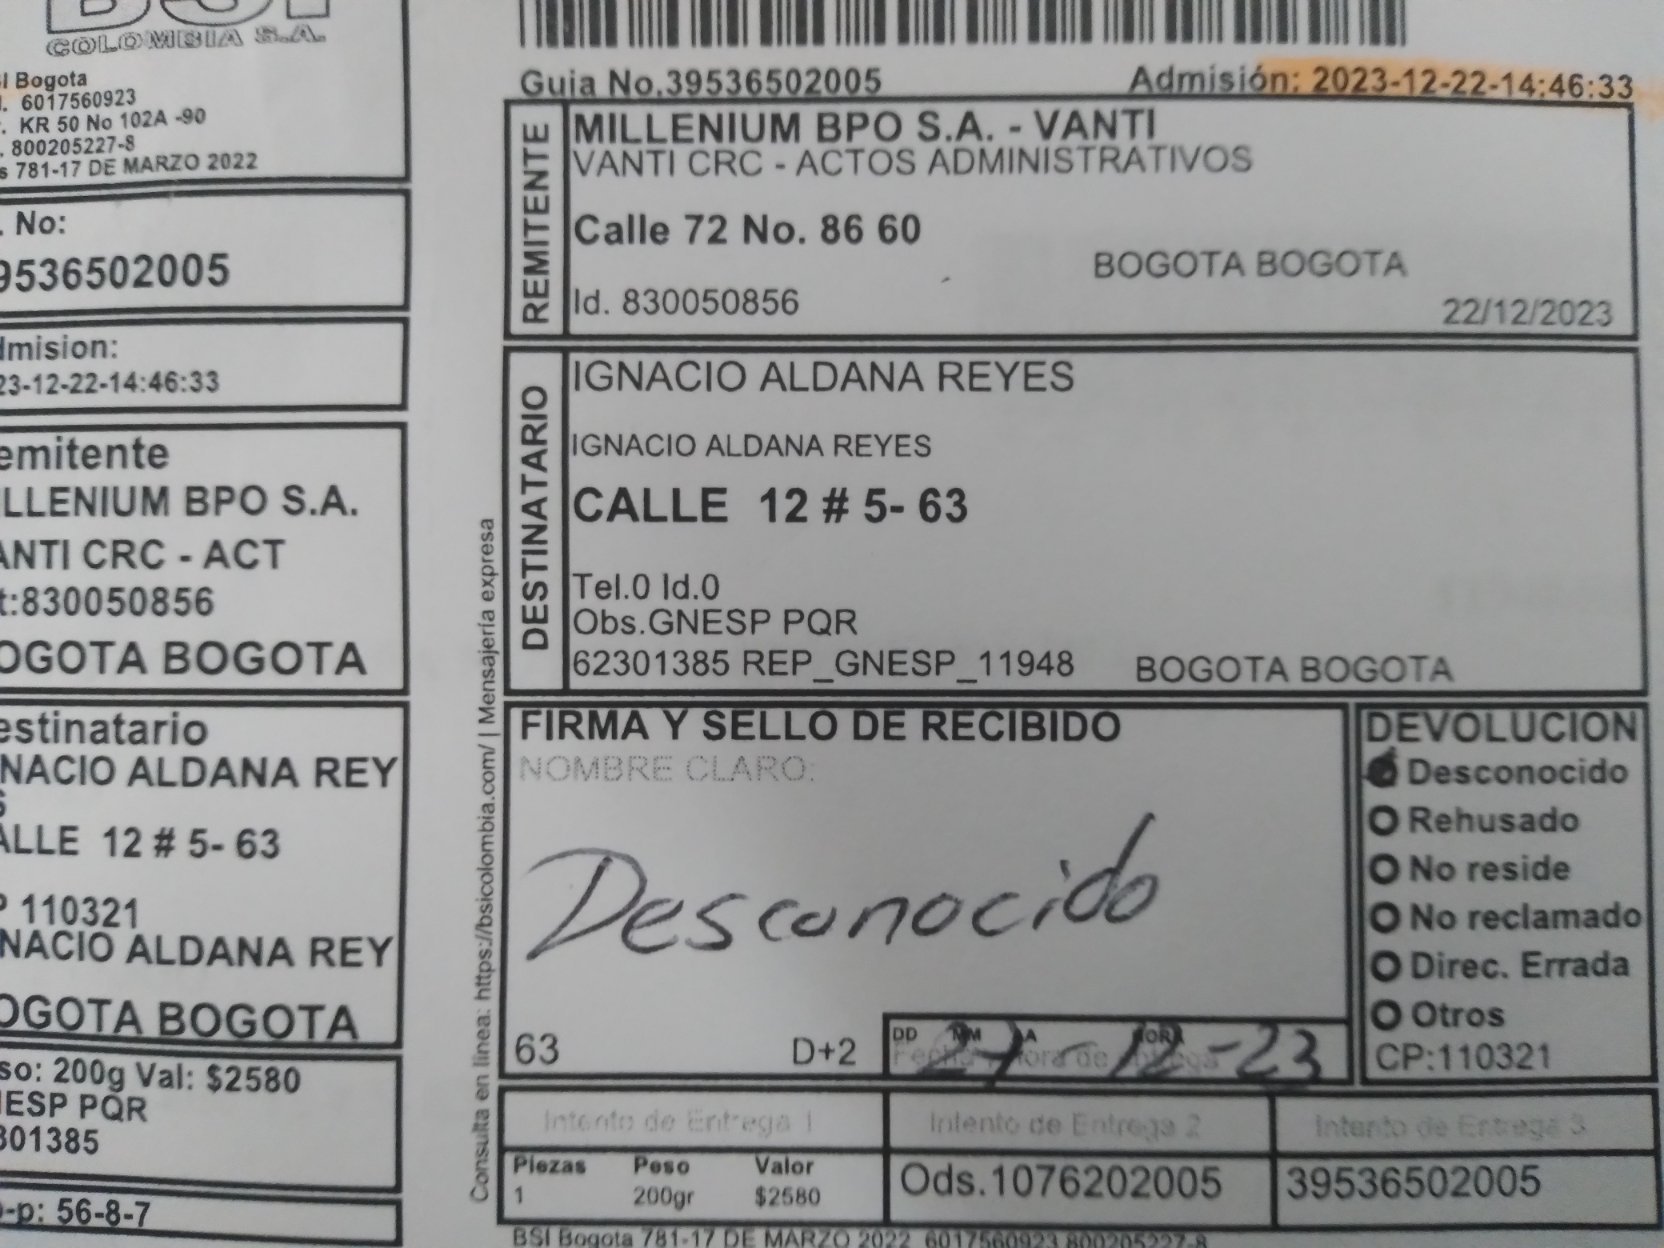 BSI
COLOMBIA S.A.
SI Bogota
6017560923
KR 50 No 102A -90
800205227-8
781-17 DE MARZO 2022
No:
9536502005
dmision:
23-12-22-14:46:33
emitente
LLENIUM BPO S.A.
ANTI CRC - ACT
t:830050856
OGOTA BOGOTA
estinatario
NACIO ALDANA REY
S
ALLE 12 # 5- 63
P 110321
NACIO ALDANA REY
OGOTA BOGOTA
so: 200g Val: $2580
NESP PQR
301385
-p: 56-8-7
Consulta en línea: https://bsicolombia.com/ | Mensajería expresa
Guia No.39536502005 Admisión: 2023-12-22-14:46:33
REMITENTE
MILLENIUM BPO S.A. - VANTI
VANTI CRC - ACTOS ADMINISTRATIVOS
Calle 72 No. 86 60
BOGOTA BOGOTA
Id. 830050856
22/12/2023
DESTINATARIO
IGNACIO ALDANA REYES
IGNACIO ALDANA REYES
CALLE 12 # 5- 63
Tel.0 Id.0
Obs.GNESP PQR
62301385 REP_GNESP_11948 BOGOTA BOGOTA
FIRMA Y SELLO DE RECIBIDO
NOMBRE CLARO:
Desconocido
63 D+2
DD MM A HORA
Fecha y Hora de entrega
27-12-23
DEVOLUCION
Desconocido
Rehusado
No reside
No reclamado
Direc. Errada
Otros
CP:110321
Intento de Entrega 1 Intento de Entrega 2 Intento de Entrega 3
Piezas Peso Valor
1 200gr $2580
Ods.1076202005 39536502005
BSI Bogota 781-17 DE MARZO 2022 6017560923 800205227-8